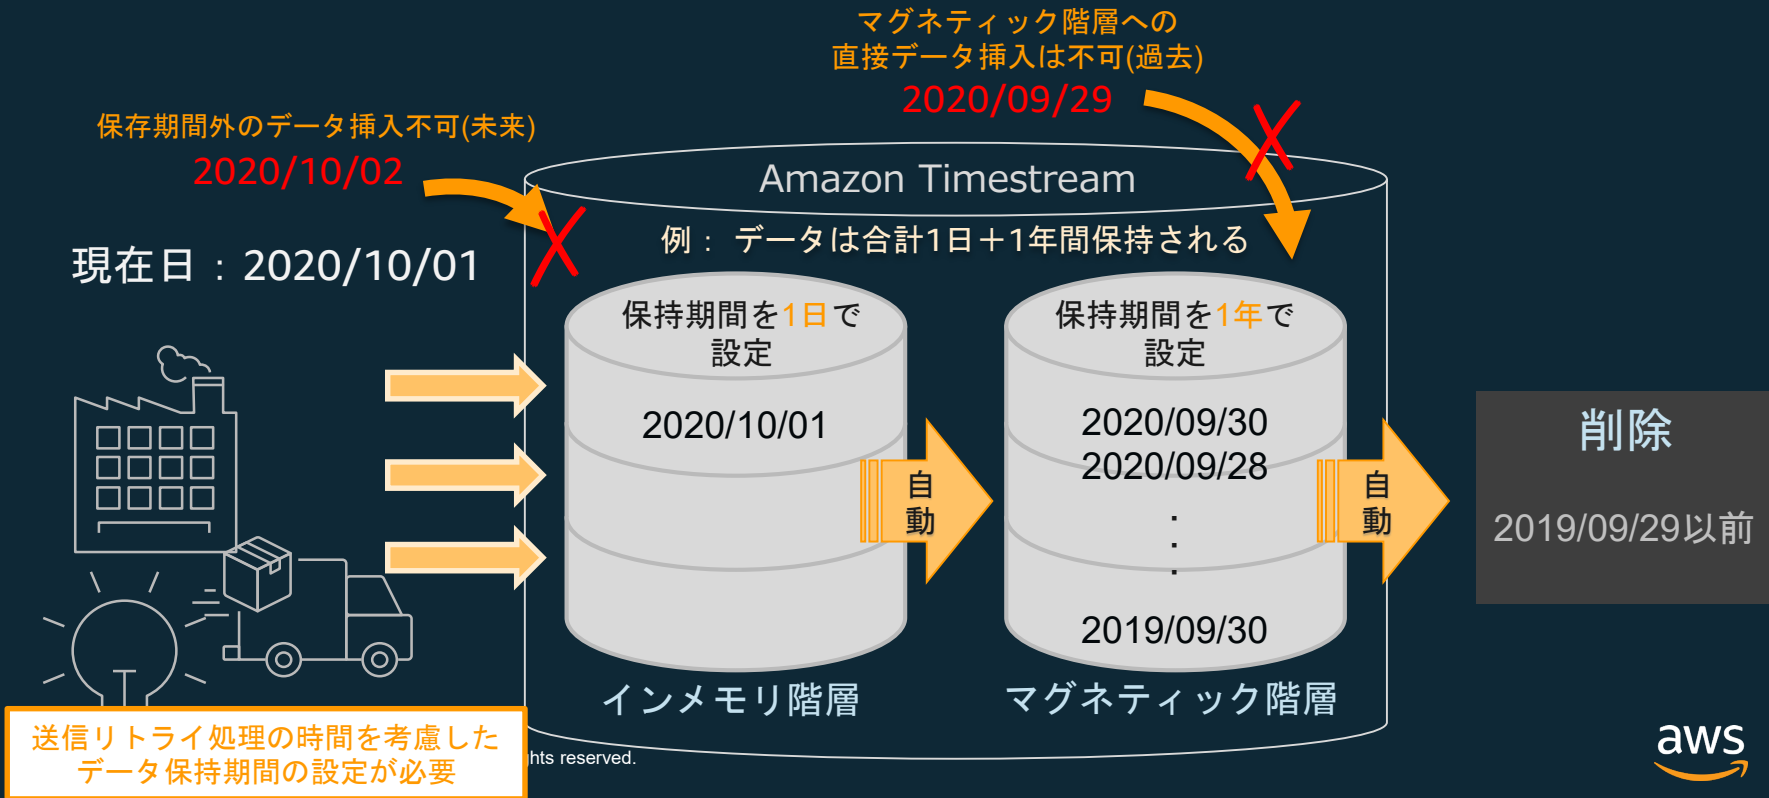 マグネティック階層への
直接データ挿入は不可(過去)
2020/09/29
保存期間外のデータ挿入不可(未来)
2020/10/02
現在日：2020/10/01
Amazon Timestream
例： データは合計1日＋1年間保持される
保持期間を1日で
設定
2020/10/01
自
動
インメモリ階層
保持期間を1年で
設定
2020/09/30
2020/09/28
:
:
:
2019/09/30
自
動
マグネティック階層
削除
2019/09/29以前
送信リトライ処理の時間を考慮した
データ保持期間の設定が必要
hts reserved.
aws